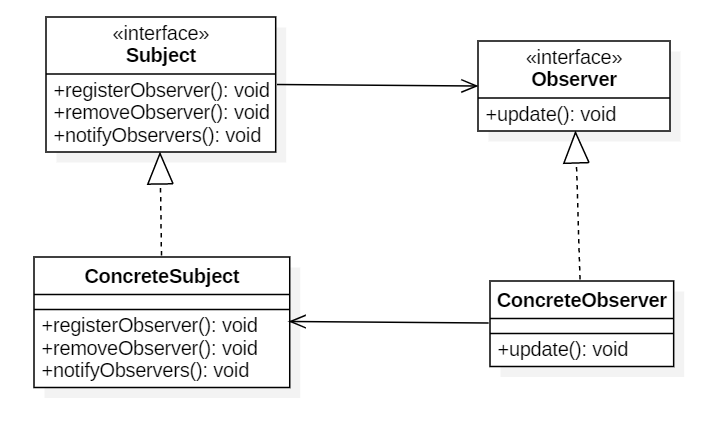 «interface»
Subject
+registerObserver(): void
+removeObserver(): void
+notifyObservers(): void
«interface»
Observer
+update(): void
ConcreteSubject
+registerObserver(): void
+removeObserver(): void
+notifyObservers(): void
ConcreteObserver
+update(): void